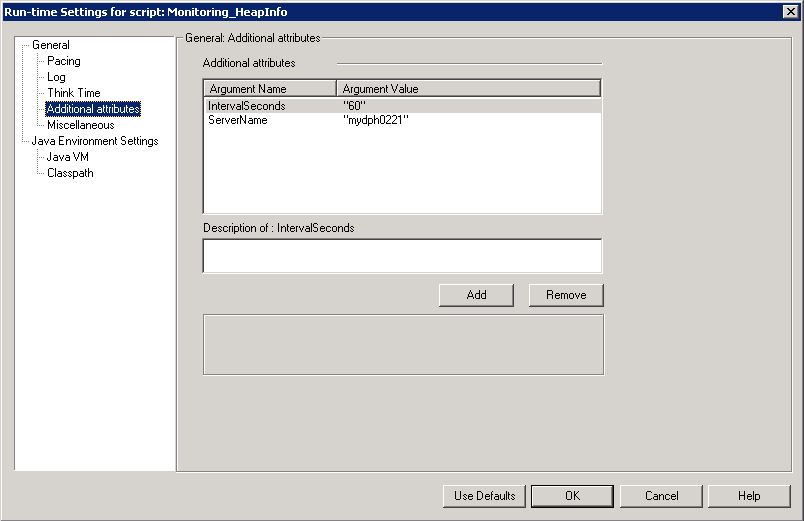 Run-time Settings for script: Monitoring_HeapInfo
General
Pacing
Log
Think Time
Additional attributes
Miscellaneous
Java Environment Settings
Java VM
Classpath
General: Additional attributes
Additional attributes
Argument Name Argument Value
IntervalSeconds "60"
ServerName "mydph0221"
Description of : IntervalSeconds
Add Remove
Use Defaults OK Cancel Help